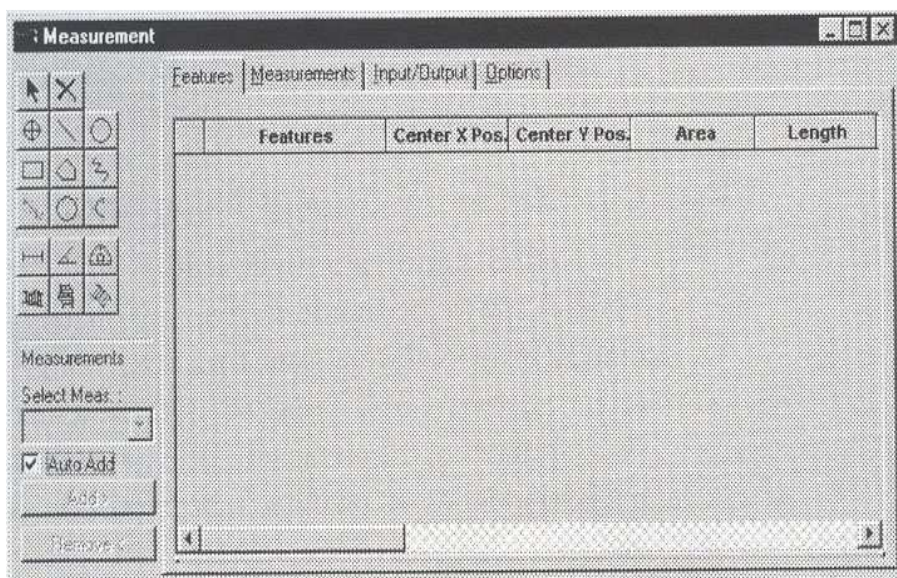 Measurement
Features Measurements Input/Output Options
Features Center X Pos. Center Y Pos. Area Length
Measurements
Select Meas. :
Auto Add
Add >
Remove <